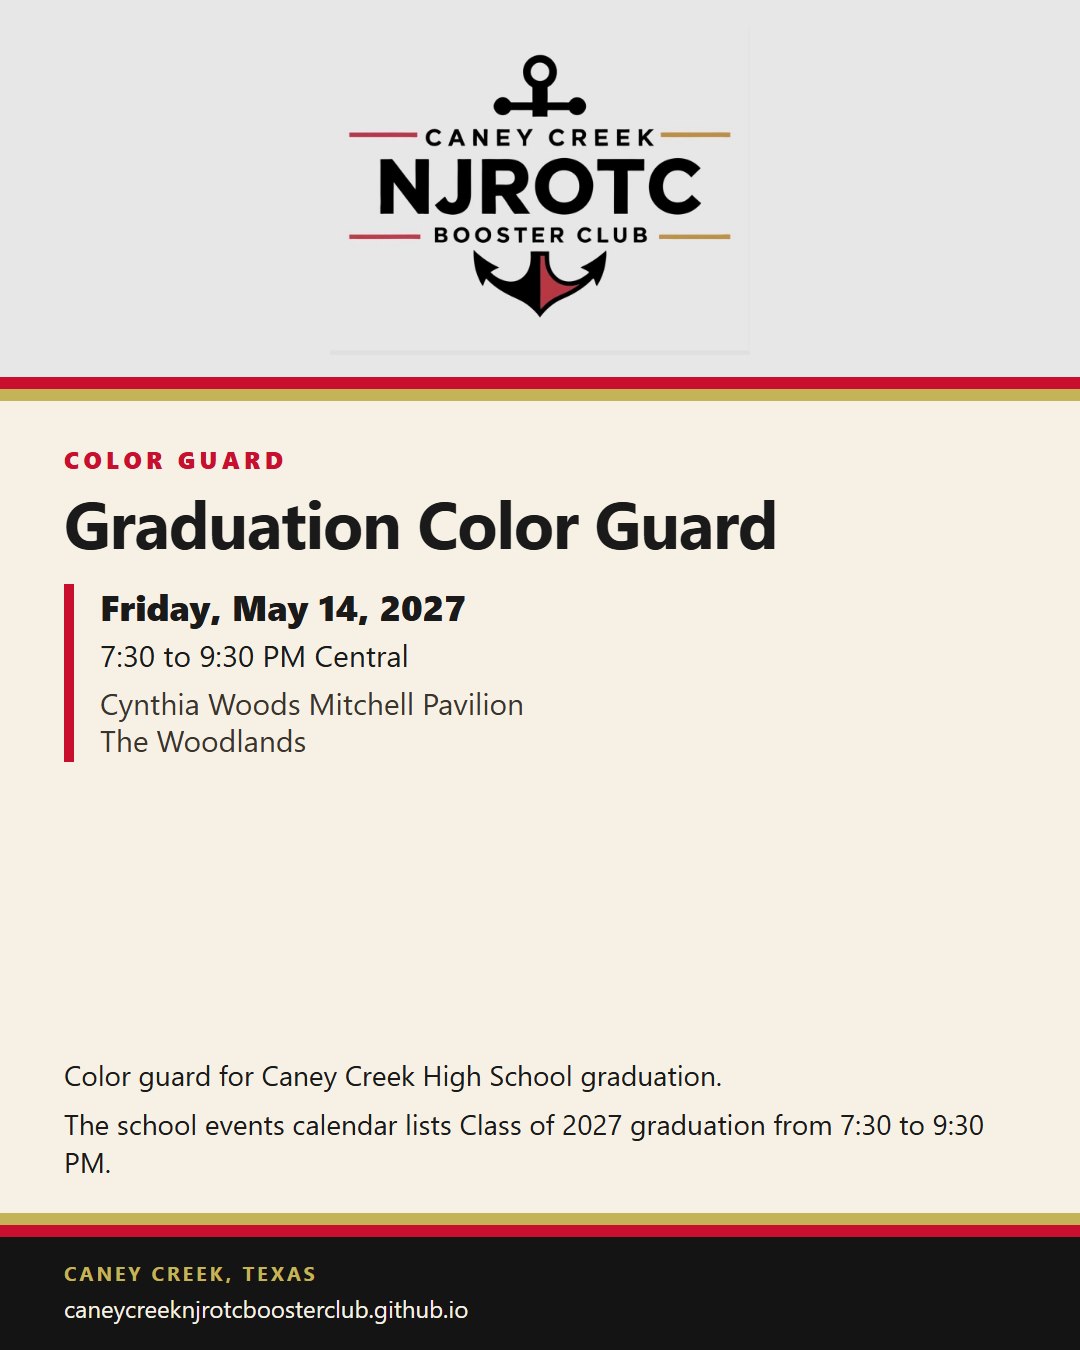 CANEY CREEK
NJROTC
BOOSTER CLUB
COLOR GUARD
Graduation Color Guard
Friday, May 14, 2027
7:30 to 9:30 PM Central
Cynthia Woods Mitchell Pavilion
The Woodlands
Color guard for Caney Creek High School graduation.
The school events calendar lists Class of 2027 graduation from 7:30 to 9:30
PM.
CANEY CREEK, TEXAS
caneycreeknjrotcboosterclub.github.io